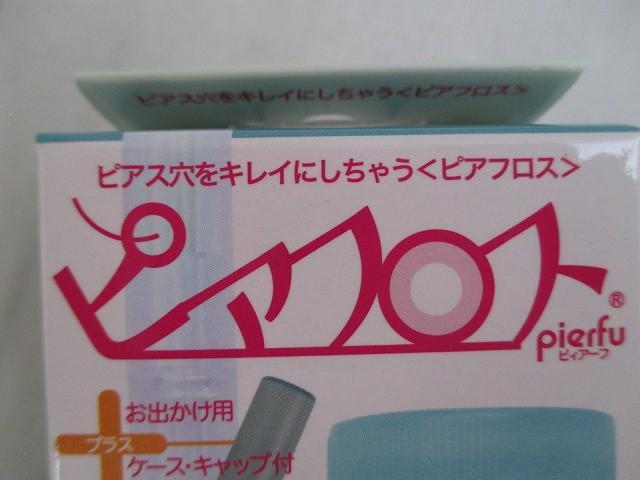 ピアス穴をキレイにしちゃう<ピアフロス>
ピアス穴をキレイにしちゃう<ピアフロス>
ピアフロス®
pierfu
ピィアーフ
お出かけ用
プラス
ケース・キャップ付